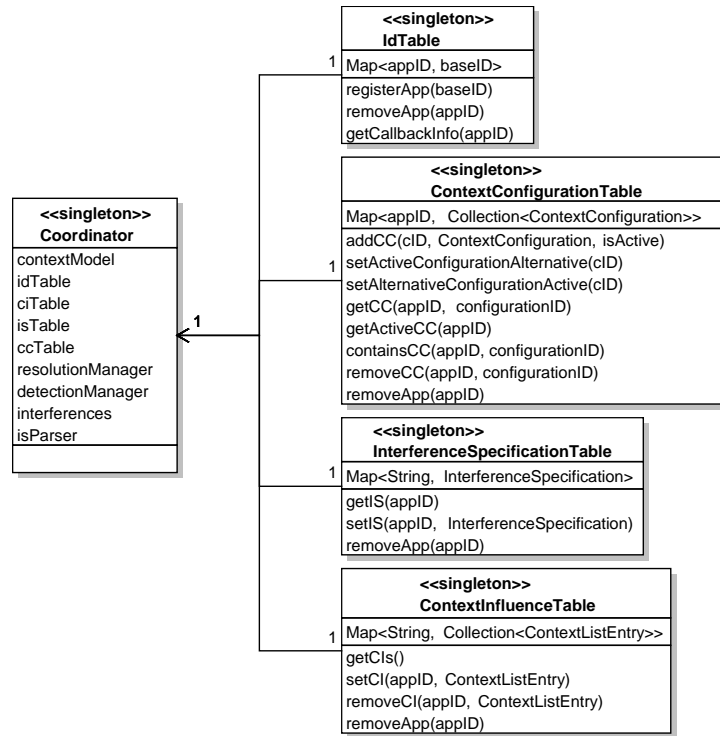 <<singleton>>
IdTable
Map<appID, baseID>
registerApp(baseID)
removeApp(appID)
getCallbackInfo(appID)
1
<<singleton>>
ContextConfigurationTable
Map<appID, Collection<ContextConfiguration>>
addCC(cID, ContextConfiguration, isActive)
setActiveConfigurationAlternative(cID)
setAlternativeConfigurationActive(cID)
getCC(appID, configurationID)
getActiveCC(appID)
containsCC(appID, configurationID)
removeCC(appID, configurationID)
removeApp(appID)
1
<<singleton>>
Coordinator
contextModel
idTable
ciTable
isTable
ccTable
resolutionManager
detectionManager
interferences
isParser
1
<<singleton>>
InterferenceSpecificationTable
Map<String, InterferenceSpecification>
getIS(appID)
setIS(appID, InterferenceSpecification)
removeApp(appID)
1
<<singleton>>
ContextInfluenceTable
Map<String, Collection<ContextListEntry>>
getCIs()
setCI(appID, ContextListEntry)
removeCI(appID, ContextListEntry)
removeApp(appID)
1